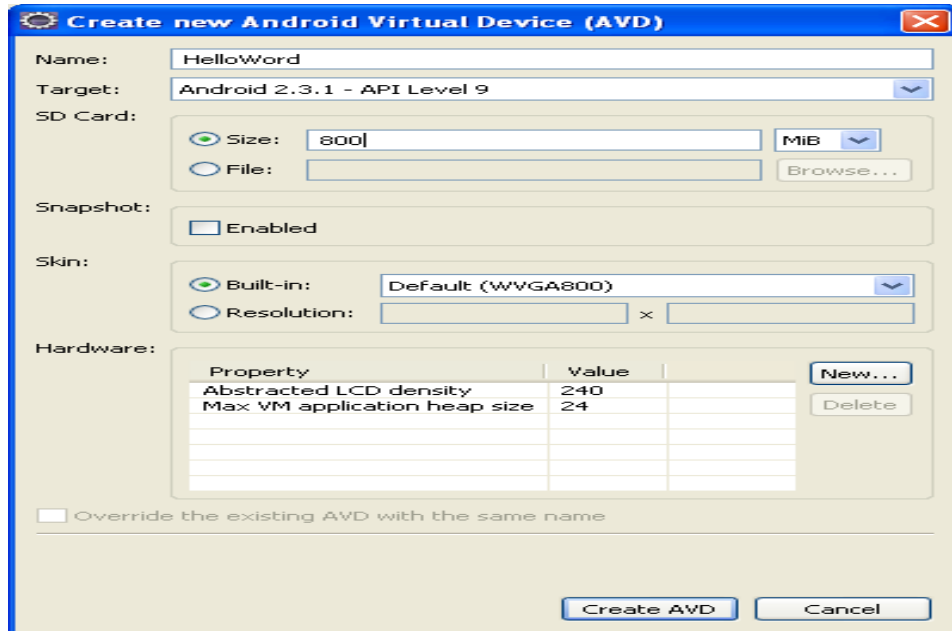 Create new Android Virtual Device (AVD)
Name: HelloWord
Target: Android 2.3.1 - API Level 9
SD Card:
Size: 800 MiB
File: Browse...
Snapshot:
Enabled
Skin:
Built-in: Default (WVGA800)
Resolution: x
Hardware:
Property Value New...
Abstracted LCD density 240
Max VM application heap size 24 Delete
Override the existing AVD with the same name
Create AVD Cancel